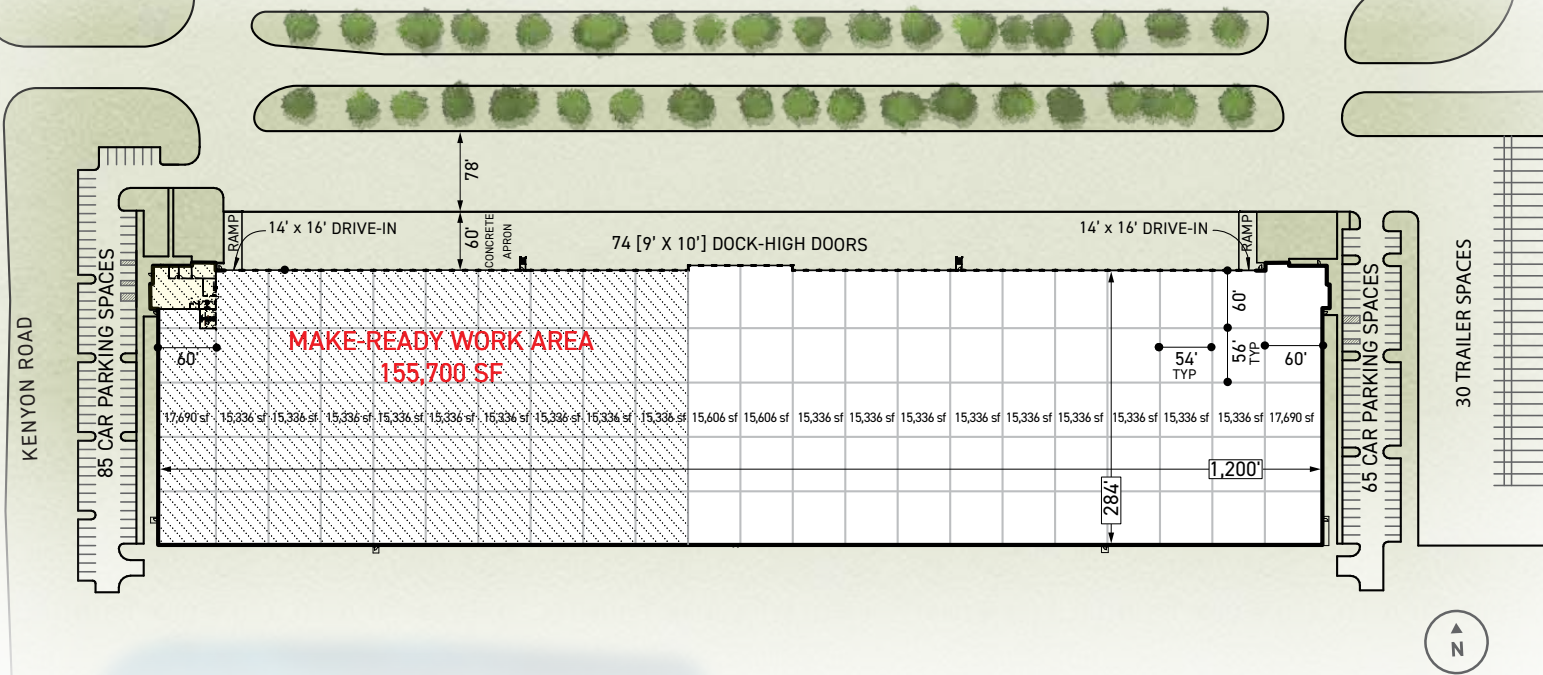 78'
60'
CONCRETE
APRON
RAMP
14' x 16' DRIVE-IN
74 [9' X 10'] DOCK-HIGH DOORS
14' x 16' DRIVE-IN
RAMP
KENYON ROAD
85 CAR PARKING SPACES
MAKE-READY WORK AREA
155,700 SF
60'
60'
54'
TYP
56'
TYP
60'
17,690 sf 15,336 sf 15,336 sf 15,336 sf 15,336 sf 15,336 sf 15,336 sf 15,336 sf 15,336 sf 15,336 sf 15,606 sf 15,606 sf 15,336 sf 15,336 sf 15,336 sf 15,336 sf 15,336 sf 15,336 sf 15,336 sf 15,336 sf 15,336 sf 17,690 sf
1,200'
284'
65 CAR PARKING SPACES
30 TRAILER SPACES
N